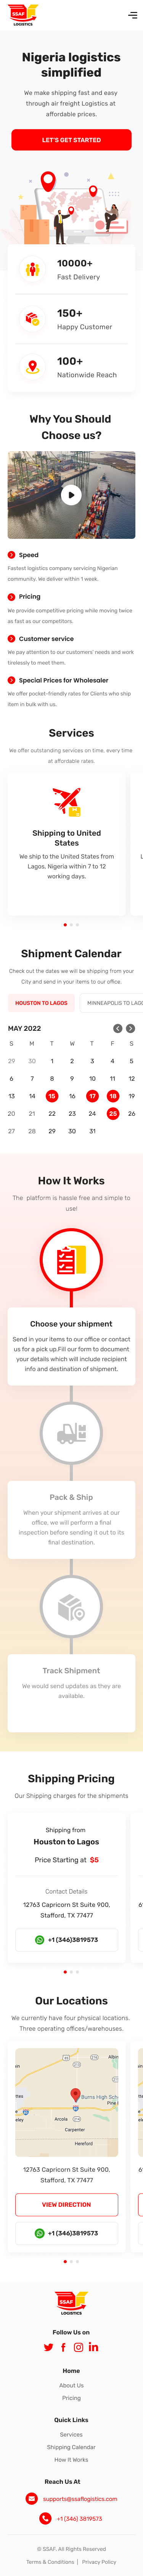 SSAF
LOGISTICS
Nigeria logistics
simplified
We make shipping fast and easy
through air freight Logistics at
affordable prices.
LET'S GET STARTED
10000+
Fast Delivery
150+
Happy Customer
100+
Nationwide Reach
Why You Should
Choose us?
Speed
Fastest logistics company servicing Nigerian
community. We deliver within 1 week.
Pricing
We provide competitive pricing while moving twice
as fast as our competitors.
Customer service
We pay attention to our customers' needs and work
tirelessly to meet them.
Special Prices for Wholesaler
We offer pocket-friendly rates for Clients who ship
item in bulk with us.
Services
We offer outstanding services on time, every time
at affordable rates.
Shipping to United
States
We ship to the United States from
Lagos, Nigeria within 7 to 12
working days.
Shipment Calendar
Check out the dates we will be shipping from your
City and send in your items to our office.
HOUSTON TO LAGOS
MINNEAPOLIS TO LAGO
MAY 2022
S M T W T F S
29 30 1 2 3 4 5
6 7 8 9 10 11 12
13 14 15 16 17 18 19
20 21 22 23 24 25 26
27 28 29 30 31
How It Works
The platform is hassle free and simple to
use!
Choose your shipment
Send in your items to our office or contact
us for a pick up.Fill our form to document
your details which will include recipient
info and destination of shipment.
Pack & Ship
When your shipment arrives at our
office, we will perform a final
inspection before sending it out to its
final destination.
Track Shipment
We would send updates as they are
available.
Shipping Pricing
Our Shipping charges for the shipments
Shipping from
Houston to Lagos
Price Starting at $5
Contact Details
12763 Capricorn St Suite 900,
Stafford, TX 77477
+1 (346)3819573
Our Locations
We currently have four physical locations.
Three operating offices/warehouses.
Burns High School
Arcola
Carpenter
Hereford
12763 Capricorn St Suite 900,
Stafford, TX 77477
VIEW DIRECTION
+1 (346)3819573
SSAF
LOGISTICS
Follow Us on
Home
About Us
Pricing
Quick Links
Services
Shipping Calendar
How It Works
Reach Us At
supports@ssaflogistics.com
+1 (346) 3819573
© SSAF. All Rights Reserved
Terms & Conditions | Privacy Policy